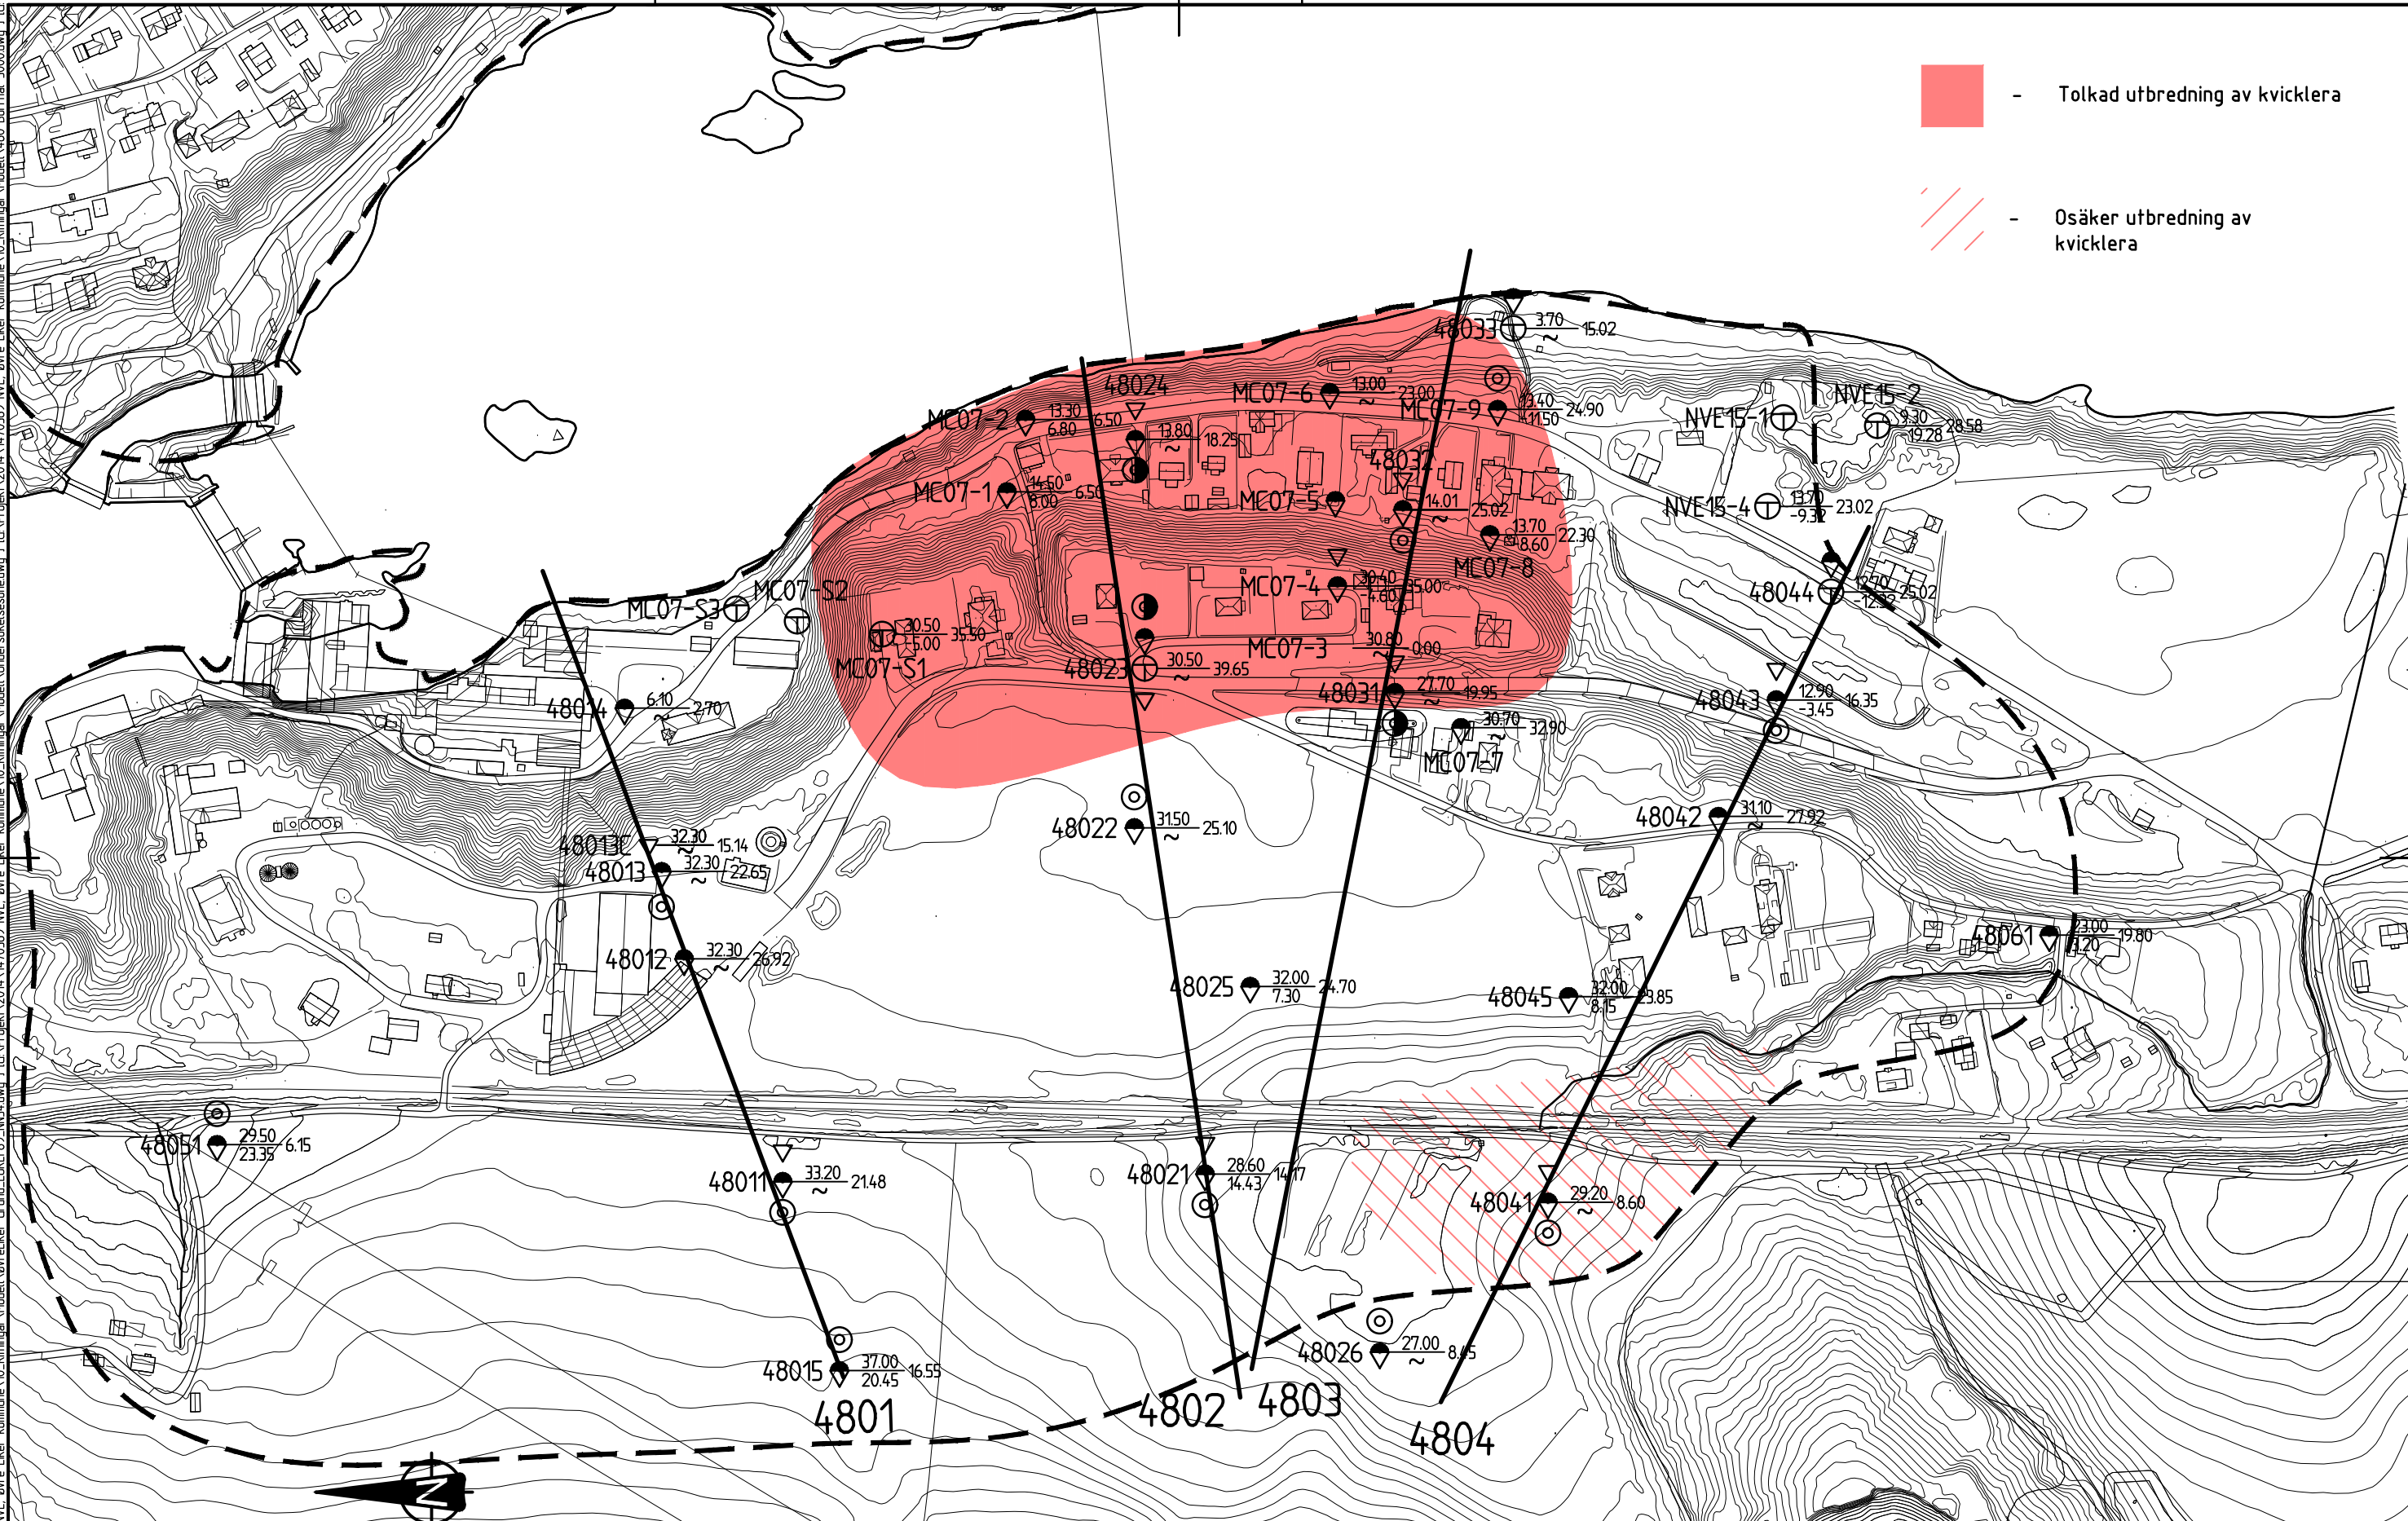 - Tolkad utbredning av kvicklera
- Osäker utbredning av
kvicklera
48033 3.70 ~ 15.02
48024
13.80 ~ 18.25
MC07-2 13.30 6.80 6.50
MC07-6 13.00 ~ 23.00
MC07-9 13.40 -11.50 24.90
NVE15-1
NVE15-2 9.30 -19.28 28.58
MC07-1 14.50 8.00 6.50
48032
14.01 ~ 25.02
MC07-5
NVE15-4 13.70 -9.32 23.02
13.70 -8.60 22.30
MC07-8
MC07-4 30.40 -4.60 35.00
48044 12.70 -12.32 25.02
MC07-S3
MC07-S2
30.50 -5.00 35.50
MC07-S1
MC07-3 30.80 ~ 0.00
48023 30.50 ~ 39.65
48031 27.70 ~ 19.95
48043 12.90 -3.45 16.35
48014 6.10 ~ 2.70
30.70 ~ 32.90
MC07-7
48022 31.50 ~ 25.10
48042 31.10 ~ 27.92
48013C 32.30 ~ 15.14
48013 32.30 ~ 22.65
48061 23.00 3.20 19.80
48012 32.30 ~ 26.92
48025 32.00 7.30 24.70
48045 32.00 8.15 23.85
48051 29.50 23.35 6.15
48011 33.20 ~ 21.48
48021 28.60 14.43 14.17
48041 29.20 ~ 8.60
48026 27.00 ~ 8.45
48015 37.00 20.45 16.55
4801
4802
4803
4804
N